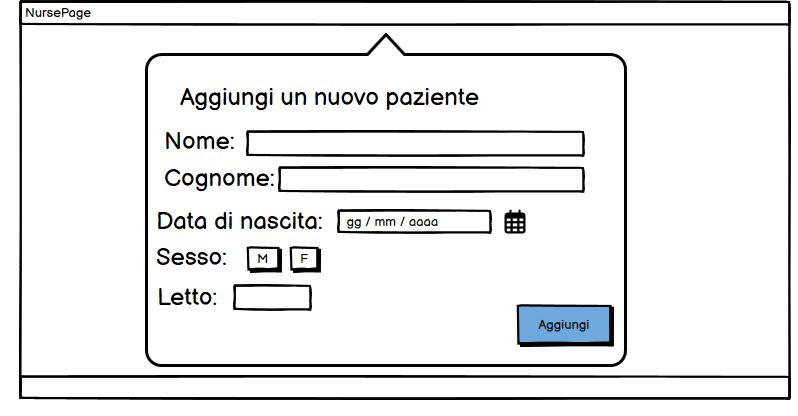 NursePage
Aggiungi un nuovo paziente
Nome:
Cognome:
Data di nascita: gg / mm / aaaa
Sesso: M F
Letto:
Aggiungi